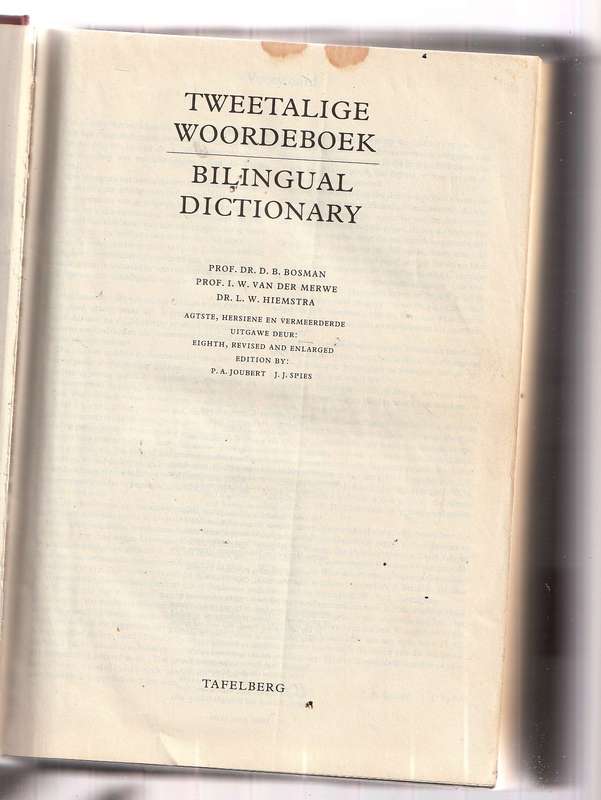 TWEETALIGE
WOORDEBOEK
BILINGUAL
DICTIONARY
PROF. DR. D. B. BOSMAN
PROF. I. W. VAN DER MERWE
DR. L. W. HIEMSTRA
AGTSTE, HERSIENE EN VERMEERDERDE
UITGAWE DEUR:
EIGHTH, REVISED AND ENLARGED
EDITION BY:
P. A. JOUBERT J. J. SPIES
TAFELBERG